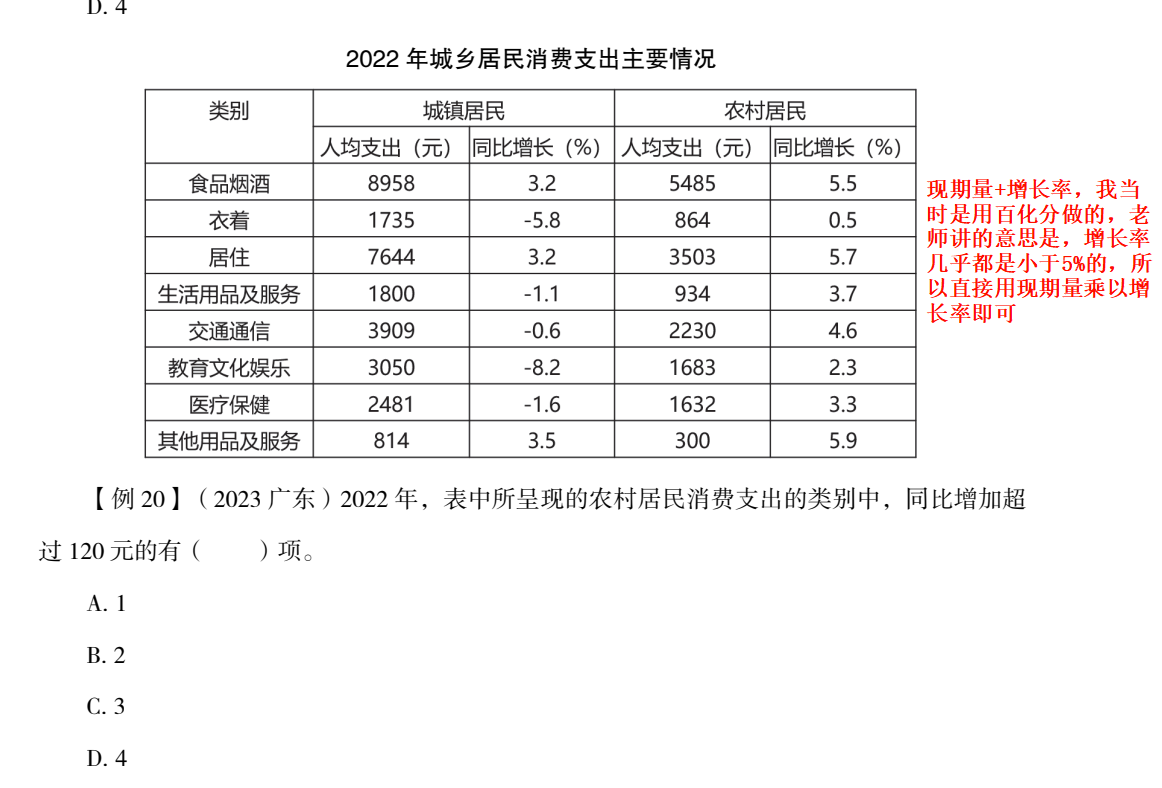 D. 4
2022 年城乡居民消费支出主要情况
类别 城镇居民 农村居民
人均支出（元） 同比增长（%） 人均支出（元） 同比增长（%）
食品烟酒 8958 3.2 5485 5.5
衣着 1735 -5.8 864 0.5
居住 7644 3.2 3503 5.7
生活用品及服务 1800 -1.1 934 3.7
交通通信 3909 -0.6 2230 4.6
教育文化娱乐 3050 -8.2 1683 2.3
医疗保健 2481 -1.6 1632 3.3
其他用品及服务 814 3.5 300 5.9
现期量+增长率，我当
时是用百化分做的，老
师讲的意思是，增长率
几乎都是小于5%的，所
以直接用现期量乘以增
长率即可
【例 20】（2023 广东）2022 年，表中所呈现的农村居民消费支出的类别中，同比增加超
过 120 元的有（ ）项。
A. 1
B. 2
C. 3
D. 4